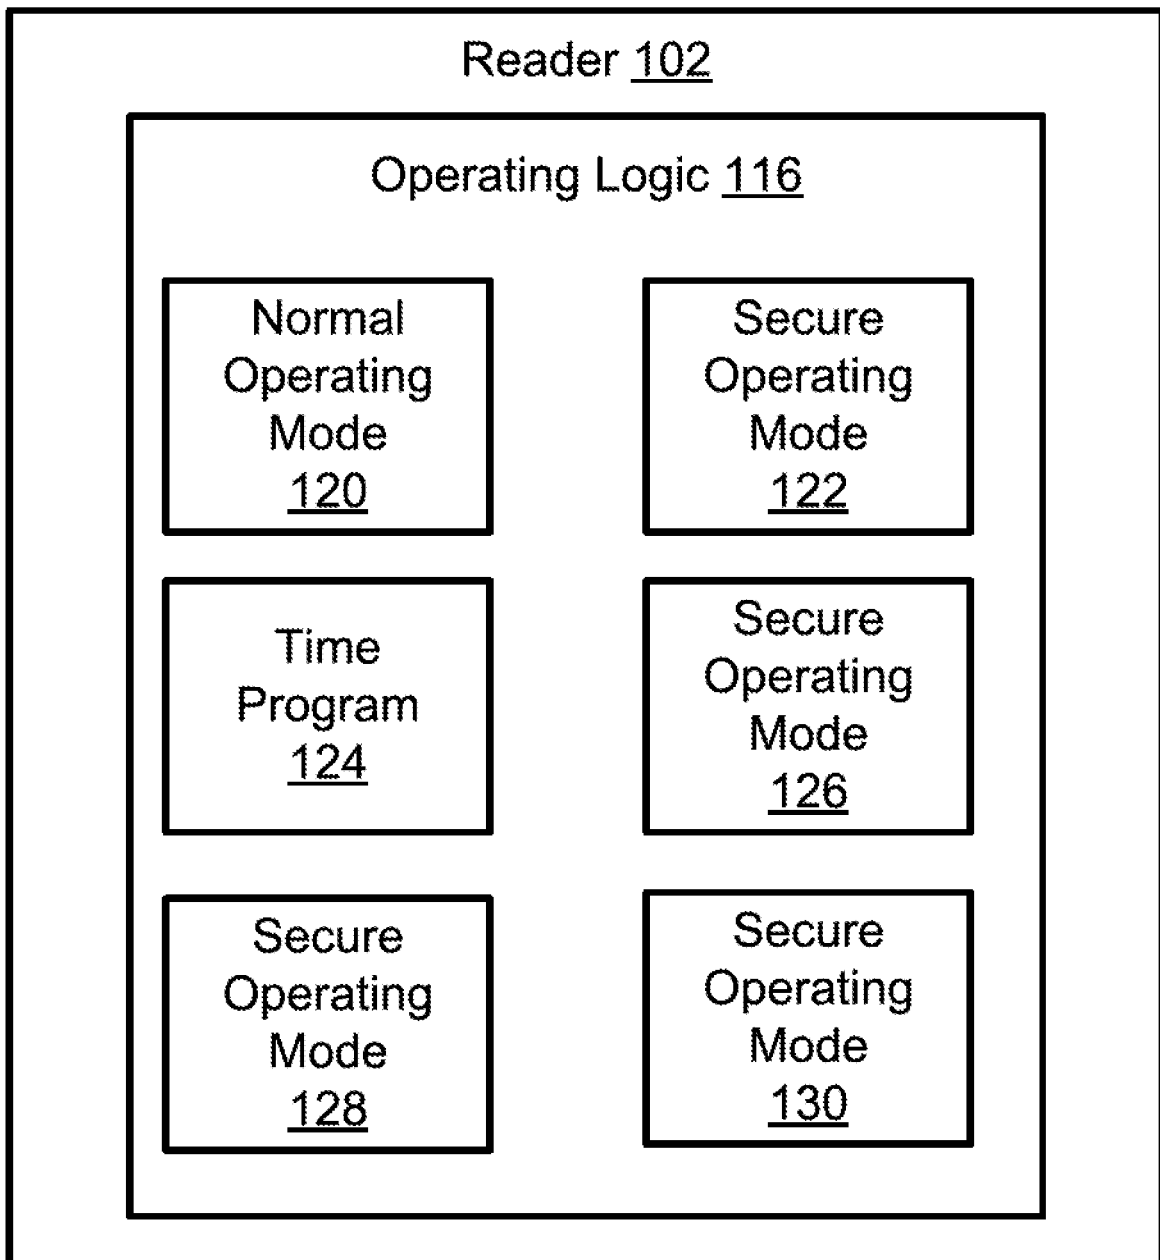 Reader 102
Operating Logic 116
Normal
Operating
Mode
120
Secure
Operating
Mode
122
Time
Program
124
Secure
Operating
Mode
126
Secure
Operating
Mode
128
Secure
Operating
Mode
130